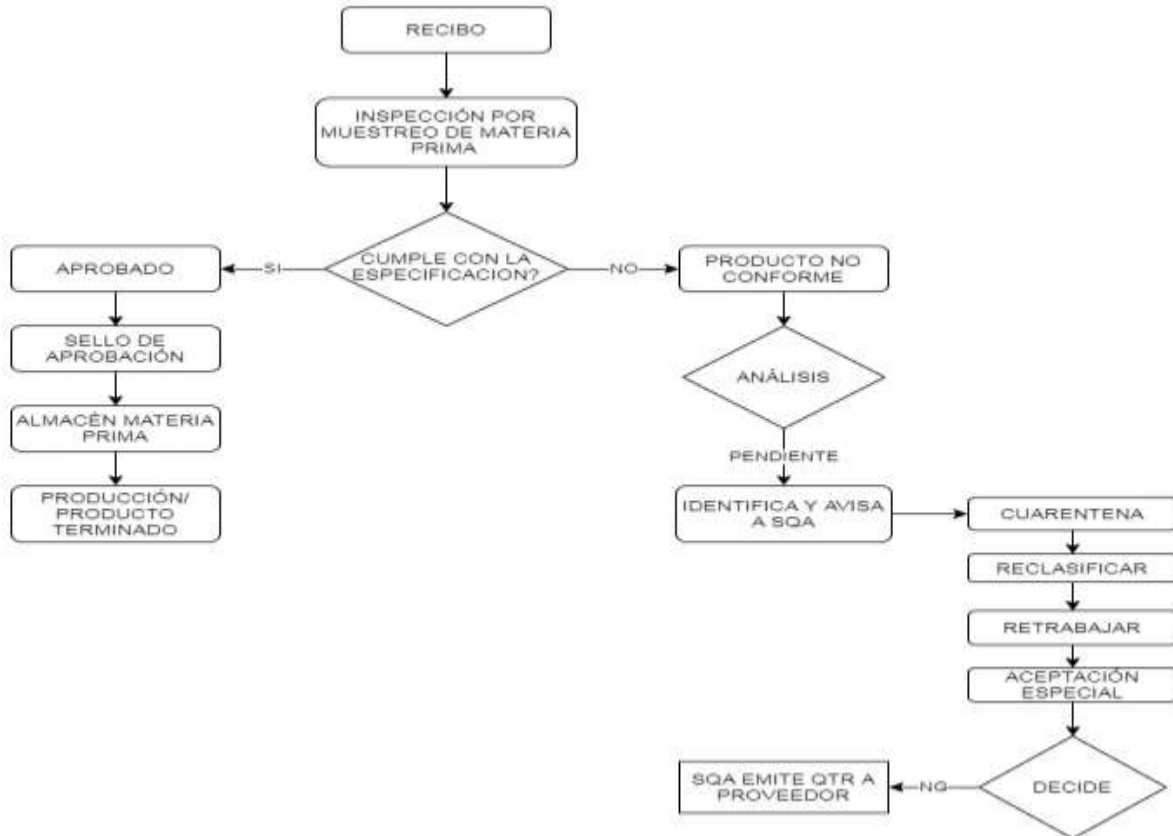 RECIBO
INSPECCIÓN POR
MUESTREO DE MATERIA
PRIMA
CUMPLE CON LA
ESPECIFICACION?
SI
NO
APROBADO
SELLO DE
APROBACIÓN
ALMACÉN MATERIA
PRIMA
PRODUCCIÓN/
PRODUCTO
TERMINADO
PRODUCTO NO
CONFORME
ANÁLISIS
PENDIENTE
IDENTIFICA Y AVISA
A SQA
CUARENTENA
RECLASIFICAR
RETRABAJAR
ACEPTACIÓN
ESPECIAL
DECIDE
NG
SQA EMITE QTR A
PROVEEDOR